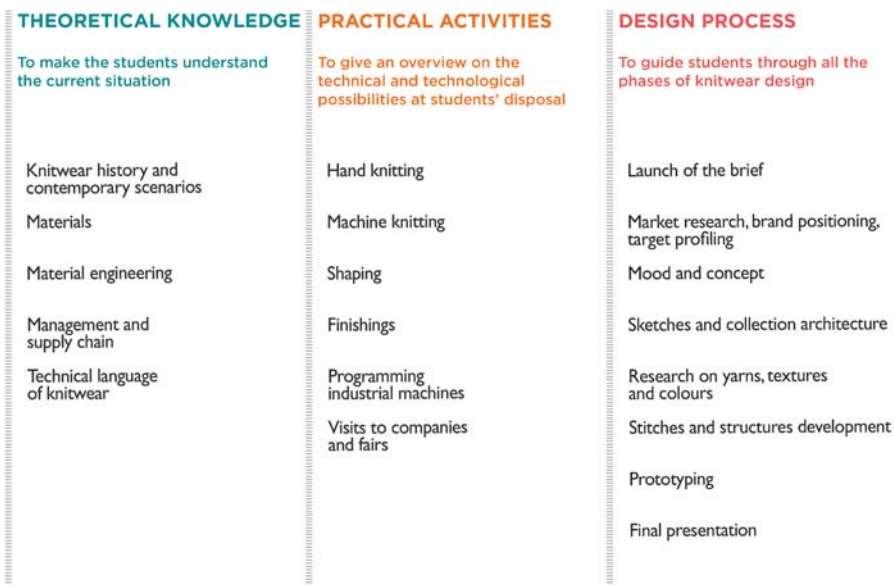 THEORETICAL KNOWLEDGE
To make the students understand
the current situation
Knitwear history and
contemporary scenarios
Materials
Material engineering
Management and
supply chain
Technical language
of knitwear
PRACTICAL ACTIVITIES
To give an overview on the
technical and technological
possibilities at students’ disposal
Hand knitting
Machine knitting
Shaping
Finishings
Programming
industrial machines
Visits to companies
and fairs
DESIGN PROCESS
To guide students through all the
phases of knitwear design
Launch of the brief
Market research, brand positioning,
target profiling
Mood and concept
Sketches and collection architecture
Research on yarns, textures
and colours
Stitches and structures development
Prototyping
Final presentation